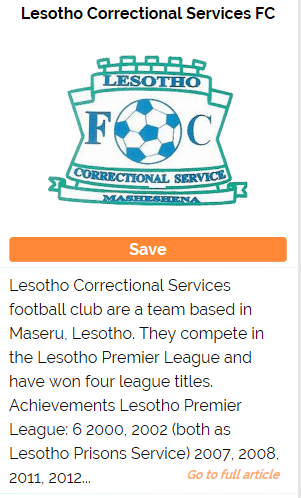 Lesotho Correctional Services FC
LESOTHO
F C
CORRECTIONAL SERVICE
MASHESHENA
Save
Lesotho Correctional Services
football club are a team based in
Maseru, Lesotho. They compete in
the Lesotho Premier League and
have won four league titles.
Achievements Lesotho Premier
League: 6 2000, 2002 (both as
Lesotho Prisons Service) 2007, 2008,
2011, 2012...
Go to full article